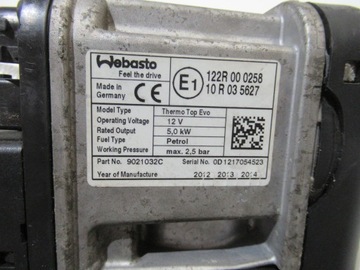 Webasto
Feel the drive
Made in
Germany
CE
E1
122R 00 0258
10 R 03 5627
Model Type Thermo Top Evo
Operating Voltage 12 V
Rated Output 5,0 kW
Fuel Type Petrol
Working Pressure max. 2,5 bar
Part No. 9021032C Serial No. 0D1217054523
Year of Manufacture 2012 2013 2014